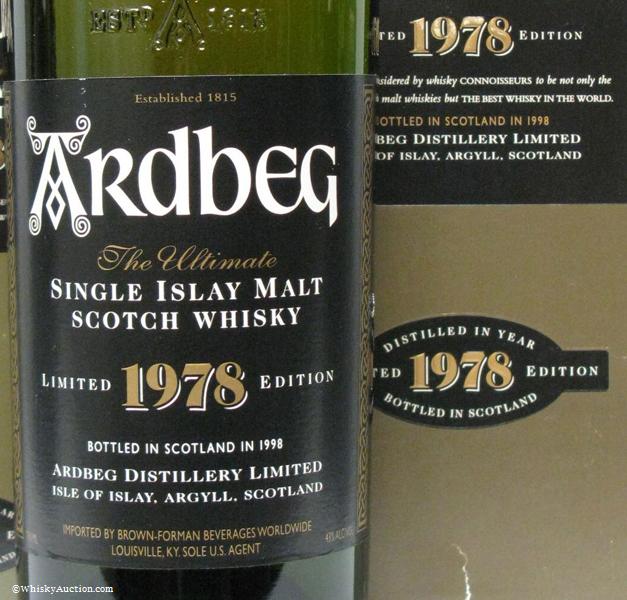 ESTD A 1815
Established 1815
ARDBEG
The Ultimate
SINGLE ISLAY MALT
SCOTCH WHISKY
LIMITED 1978 EDITION
BOTTLED IN SCOTLAND IN 1998
ARDBEG DISTILLERY LIMITED
ISLE OF ISLAY, ARGYLL, SCOTLAND
IMPORTED BY BROWN-FORMAN BEVERAGES WORLDWIDE
LOUISVILLE, KY. SOLE U.S. AGENT
TED 1978 EDITION
sidered by whisky CONNOISSEURS to be not only the
malt whiskies but THE BEST WHISKY IN THE WORLD.
BOTTLED IN SCOTLAND IN 1998
BEG DISTILLERY LIMITED
OF ISLAY, ARGYLL, SCOTLAND
DISTILLED IN YEAR
TED 1978 EDITION
BOTTLED IN SCOTLAND
©WhiskyAuction.com